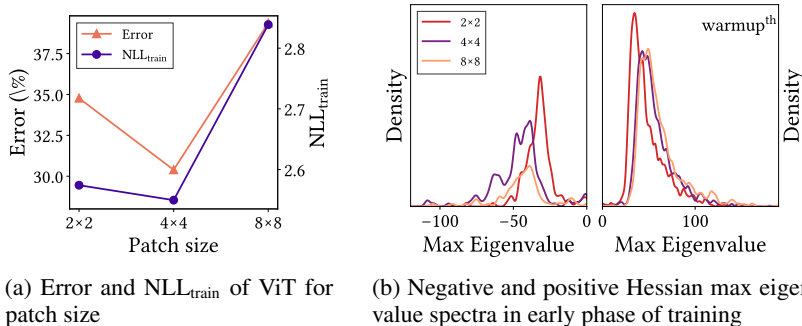 Error (\%)
37.5
35.0
32.5
30.0
Error
NLLtrain
2.8
2.7
2.6
NLLtrain
2×2
4×4
8×8
Patch size
Density
2×2
4×4
8×8
−100
−50
0
Max Eigenvalue
warmupth
0
100
Max Eigenvalue
Density
(a) Error and NLLtrain of ViT for
patch size
(b) Negative and positive Hessian max eigen
value spectra in early phase of training